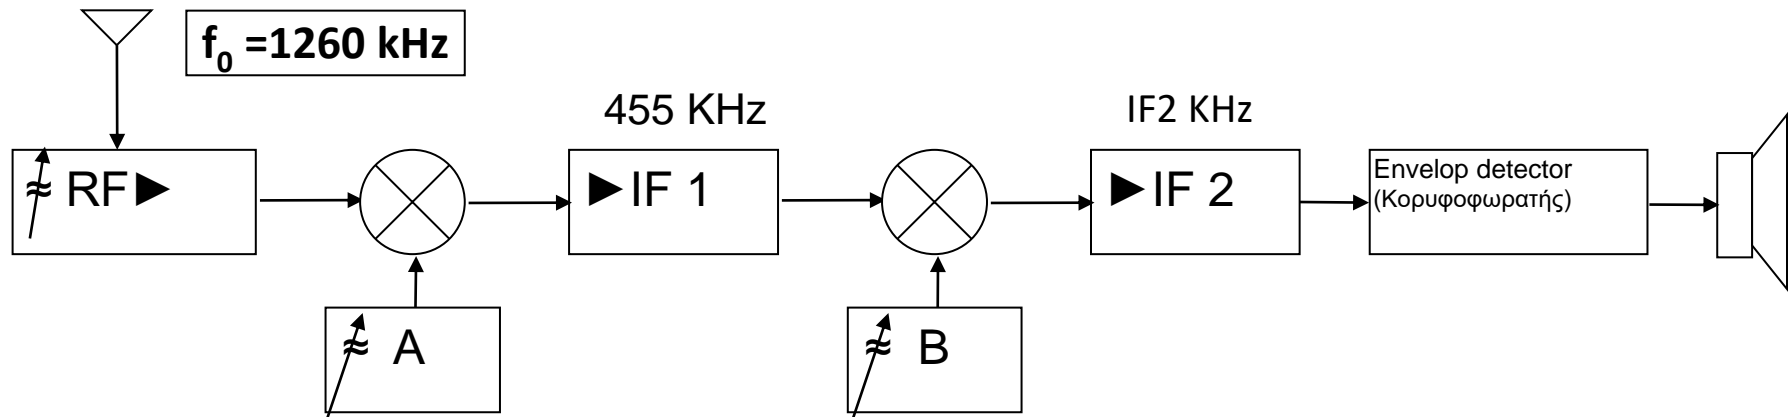 f₀ =1260 kHz
455 KHz
IF2 KHz
≈ RF►
►IF 1
►IF 2
Envelop detector
(Κορυφοφωρατής)
≈ A
≈ B